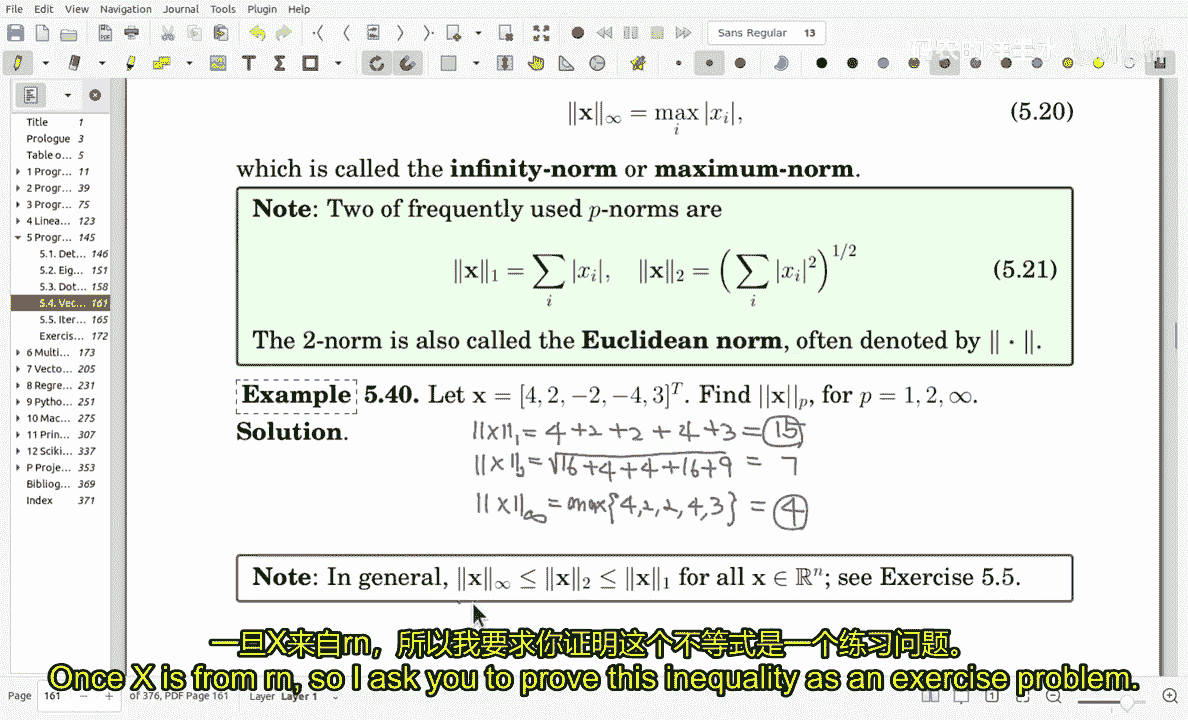 File Edit View Navigation Journal Tools Plugin Help
Sans Regular 13
Title 1
Prologue 3
Table o... 5
1 Progr... 11
2 Progr... 39
3 Progr... 75
4 Linea... 123
5 Progr... 145
5.1. Det... 146
5.2. Eig... 151
5.3. Dot... 158
5.4. Vec... 161
5.5. Iter... 165
Exercis... 172
6 Multi... 173
7 Vecto... 205
8 Regre... 231
9 Pytho... 251
10 Mac... 275
11 Prin... 307
12 Sciki... 337
P Proje... 353
Bibliog... 369
Index 371
‖x‖∞ = max_i |x_i|, (5.20)
which is called the infinity-norm or maximum-norm.
Note: Two of frequently used p-norms are
‖x‖₁ = ∑_i |x_i|, ‖x‖₂ = (∑_i |x_i|²)^{1/2} (5.21)
The 2-norm is also called the Euclidean norm, often denoted by ‖ · ‖.
Example 5.40. Let x = [4, 2, −2, −4, 3]^T. Find ||x||_p, for p = 1, 2, ∞.
Solution.
‖x‖₁ = 4+2+2+4+3 = 15
‖x‖₂ = √16+4+4+16+9 = 7
‖x‖∞ = max{4,2,2,4,3} = 4
Note: In general, ‖x‖∞ ≤ ‖x‖₂ ≤ ‖x‖₁ for all x ∈ ℝⁿ; see Exercise 5.5.
一旦X来自rn，所以我要求你证明这个不等式是一个练习问题。
Once X is from rn, so I ask you to prove this inequality as an exercise problem.
Page 161 of 376, PDF Page 161 Layer Layer 1